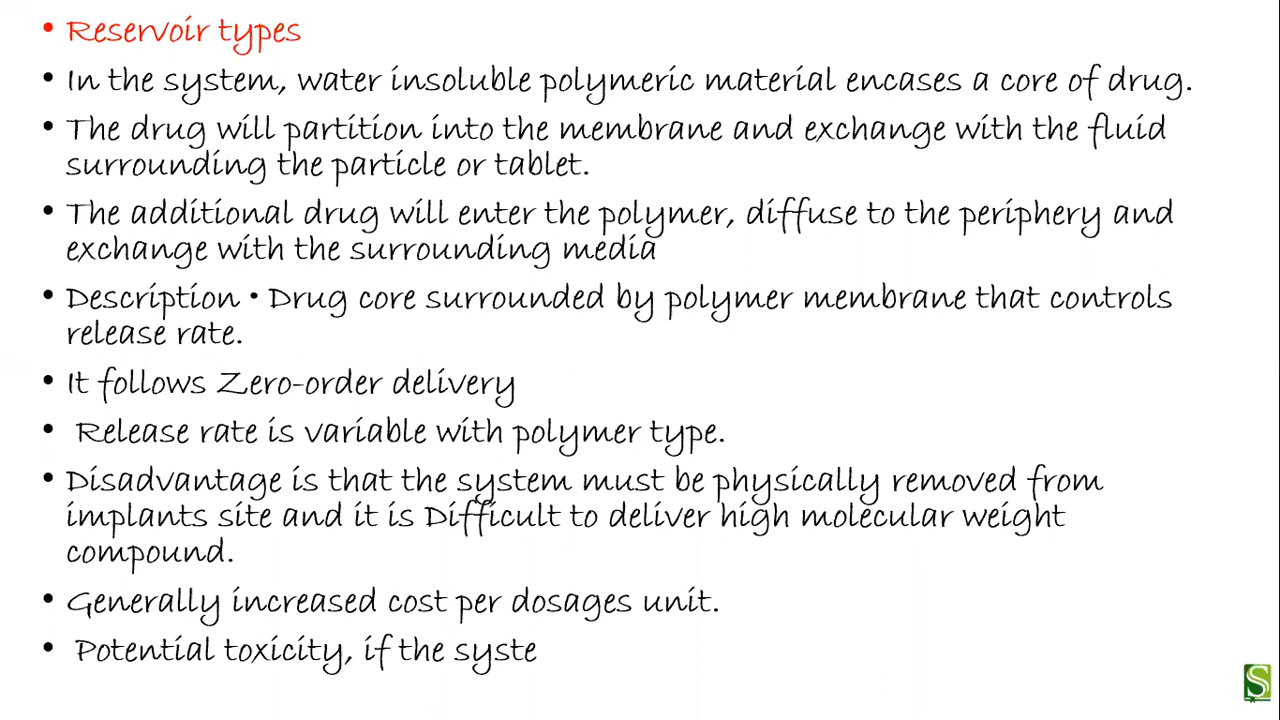 • Reservoir types
• In the system, water insoluble polymeric material encases a core of drug.
• The drug will partition into the membrane and exchange with the fluid
surrounding the particle or tablet.
• The additional drug will enter the polymer, diffuse to the periphery and
exchange with the surrounding media
• Description • Drug core surrounded by polymer membrane that controls
release rate.
• It follows Zero-order delivery
• Release rate is variable with polymer type.
• Disadvantage is that the system must be physically removed from
implants site and it is Difficult to deliver high molecular weight
compound.
• Generally increased cost per dosages unit.
• Potential toxicity, if the syste
S